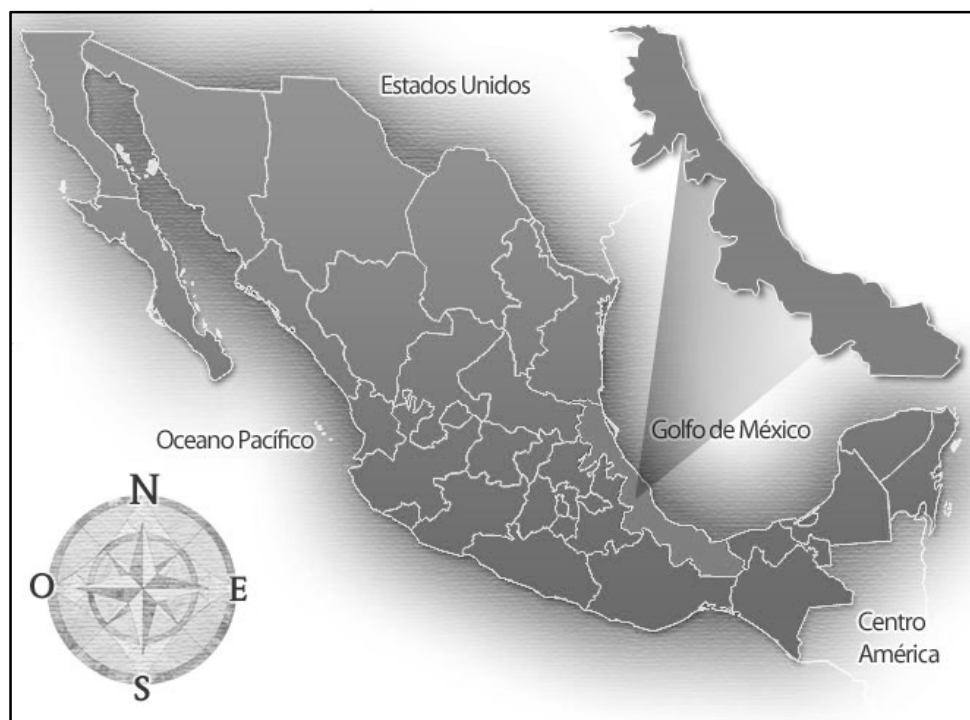 Estados Unidos
Golfo de México
Oceano Pacífico
N
O
E
S
Centro
América